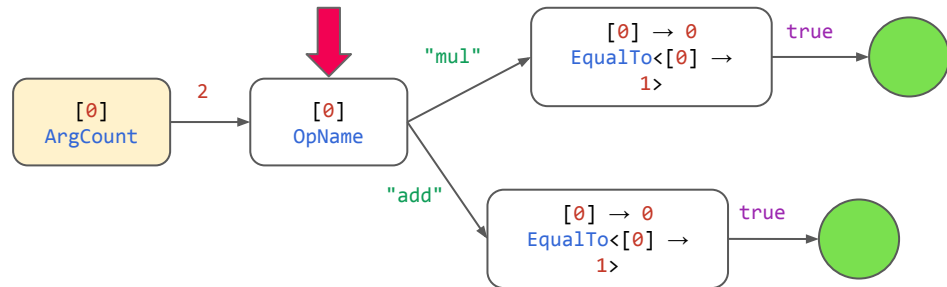 [0]
ArgCount
2
[0]
OpName
"mul"
[0] → 0
EqualTo<[0] →
1>
true
"add"
[0] → 0
EqualTo<[0] →
1>
true